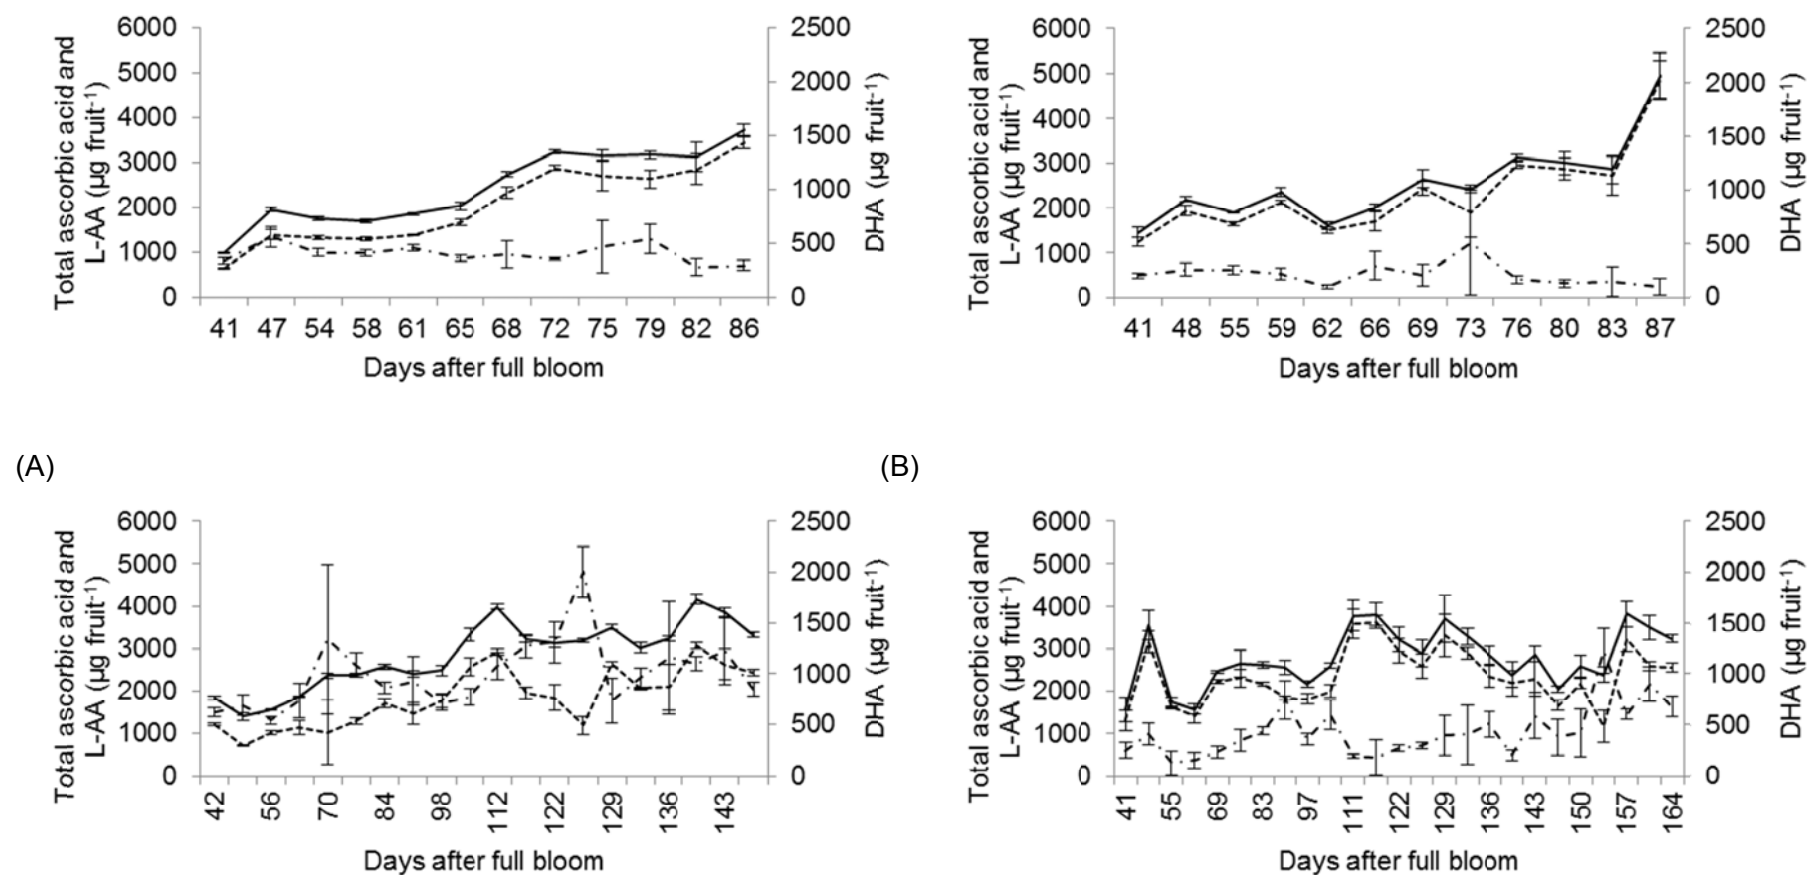 6000
5000
4000
3000
2000
1000
0
Total ascorbic acid and
L-AA (µg fruit⁻¹)
2500
2000
1500
1000
500
0
DHA (µg fruit⁻¹)
41 47 54 58 61 65 68 72 75 79 82 86
Days after full bloom
6000
5000
4000
3000
2000
1000
0
Total ascorbic acid and
L-AA (µg fruit⁻¹)
2500
2000
1500
1000
500
0
DHA (µg fruit⁻¹)
41 48 55 59 62 66 69 73 76 80 83 87
Days after full bloom
(A)
(B)
6000
5000
4000
3000
2000
1000
0
Total ascorbic acid and
L-AA (µg fruit⁻¹)
2500
2000
1500
1000
500
0
DHA (µg fruit⁻¹)
42 56 70 84 98 112 122 129 136 143
Days after full bloom
6000
5000
4000
3000
2000
1000
0
Total ascorbic acid and
L-AA (µg fruit⁻¹)
2500
2000
1500
1000
500
0
DHA (µg fruit⁻¹)
41 55 69 83 97 111 122 129 136 143 150 157 164
Days after full bloom